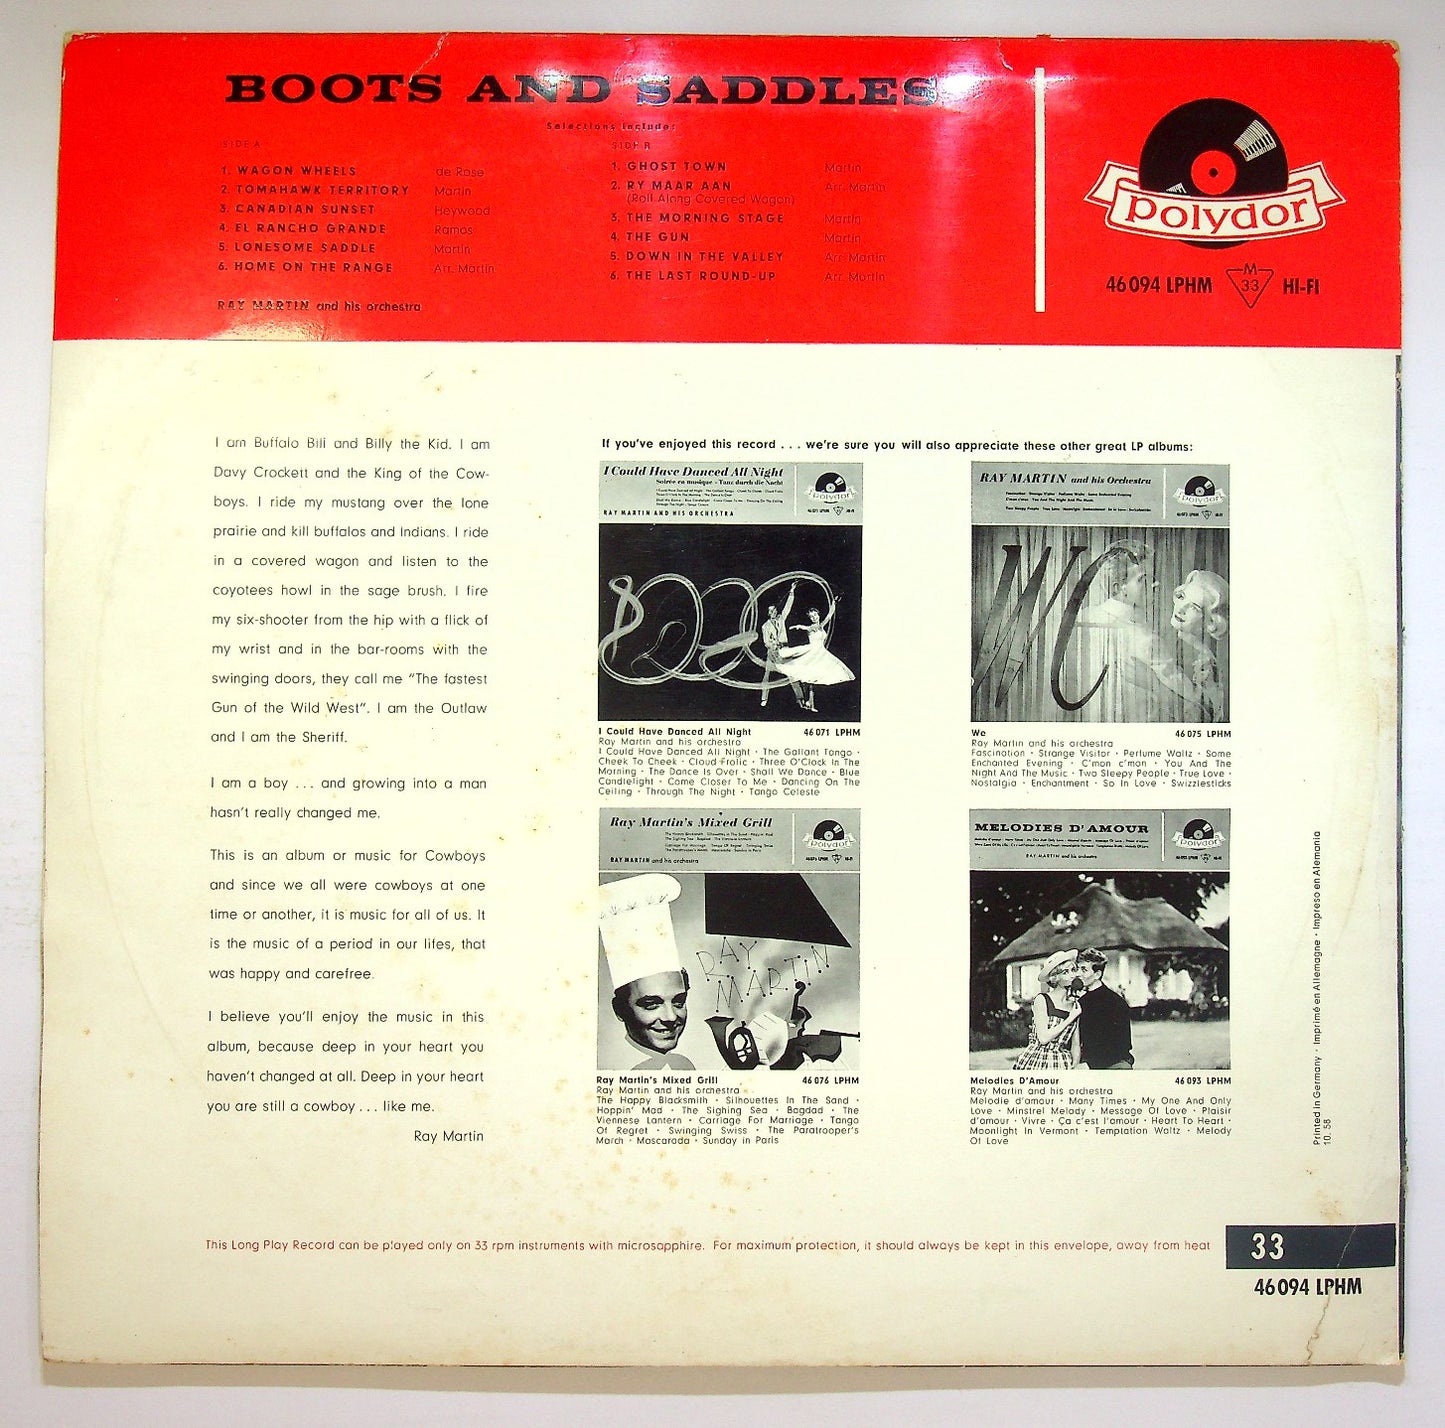 BOOTS AND SADDLES
Selections include:
SIDE A
1. WAGON WHEELS de Rose
2. TOMAHAWK TERRITORY Martin
3. CANADIAN SUNSET Heywood
4. EL RANCHO GRANDE Ramos
5. LONESOME SADDLE Martin
6. HOME ON THE RANGE Arr. Martin
RAY MARTIN and his orchestra
SIDE B
1. GHOST TOWN Martin
2. RY MAAR AAN Arr. Martin
(Roll Along Covered Wagon)
3. THE MORNING STAGE Martin
4. THE GUN Martin
5. DOWN IN THE VALLEY Arr. Martin
6. THE LAST ROUND-UP Arr. Martin
polydor
46 094 LPHM M 33 HI-FI
I am Buffalo Bill and Billy the Kid. I am
Davy Crockett and the King of the Cow-
boys. I ride my mustang over the lone
prairie and kill buffalos and Indians. I ride
in a covered wagon and listen to the
coyotees howl in the sage brush. I fire
my six-shooter from the hip with a flick of
my wrist and in the bar-rooms with the
swinging doors, they call me "The fastest
Gun of the Wild West". I am the Outlaw
and I am the Sheriff.
I am a boy ... and growing into a man
hasn't really changed me.
This is an album or music for Cowboys
and since we all were cowboys at one
time or another, it is music for all of us. It
is the music of a period in our lifes, that
was happy and carefree.
I believe you'll enjoy the music in this
album, because deep in your heart you
haven't changed at all. Deep in your heart
you are still a cowboy ... like me.
Ray Martin
If you've enjoyed this record ... we're sure you will also appreciate these other great LP albums:
I Could Have Danced All Night
Soirée en musique · Tanz durch die Nacht
RAY MARTIN AND HIS ORCHESTRA
polydor
I Could Have Danced All Night 46 071 LPHM
Ray Martin and his orchestra
I Could Have Danced All Night · The Gallant Tango ·
Cheek To Cheek · Cloud Frolic · Three O'Clock In The
Morning · The Dance Is Over · Shall We Dance · Blue
Candlelight · Come Closer To Me · Dancing On The
Ceiling · Through The Night · Tango Celeste
RAY MARTIN and his Orchestra
polydor
WE
We 46 075 LPHM
Ray Martin and his orchestra
Fascination · Strange Visitor · Perfume Waltz · Some
Enchanted Evening · C'mon c'mon · You And The
Night And The Music · Two Sleepy People · True Love ·
Nostalgia · Enchantment · So In Love · Swizzlesticks
Ray Martin's Mixed Grill
RAY MARTIN and his orchestra
polydor
RAY MARTIN
Ray Martin's Mixed Grill 46 076 LPHM
Ray Martin and his orchestra
The Happy Blacksmith · Silhouettes In The Sand ·
Hoppin' Mad · The Sighing Sea · Bagdad · The
Viennese Lantern · Carriage For Marriage · Tango
Of Regret · Swinging Swiss · The Paratrooper's
March · Mascarada · Sunday in Paris
MELODIES D'AMOUR
RAY MARTIN and his orchestra
polydor
Melodies D'Amour 46 093 LPHM
Ray Martin and his orchestra
Melodie d'amour · Many Times · My One And Only
Love · Minstrel Melody · Message Of Love · Plaisir
d'amour · Vivre · Ça c'est l'amour · Heart To Heart ·
Moonlight In Vermont · Temptation Waltz · Melody
Of Love
Printed in Germany · Imprimé en Allemagne · Impreso en Alemania
10. 58
This Long Play Record can be played only on 33 rpm instruments with microsapphire. For maximum protection, it should always be kept in this envelope, away from heat
33
46 094 LPHM